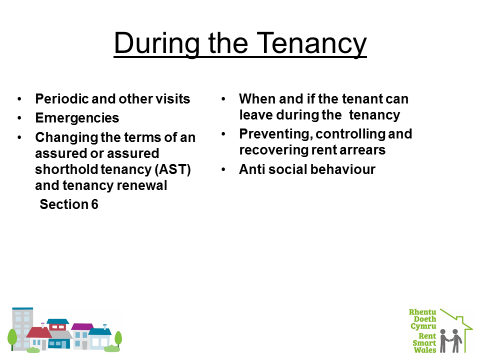 During the Tenancy
• Periodic and other visits
• Emergencies
• Changing the terms of an
assured or assured
shorthold tenancy (AST)
and tenancy renewal
Section 6
• When and if the tenant can
leave during the  tenancy
• Preventing, controlling and
recovering rent arrears
• Anti social behaviour
Rhentu
Doeth
Cymru
Rent
Smart
Wales